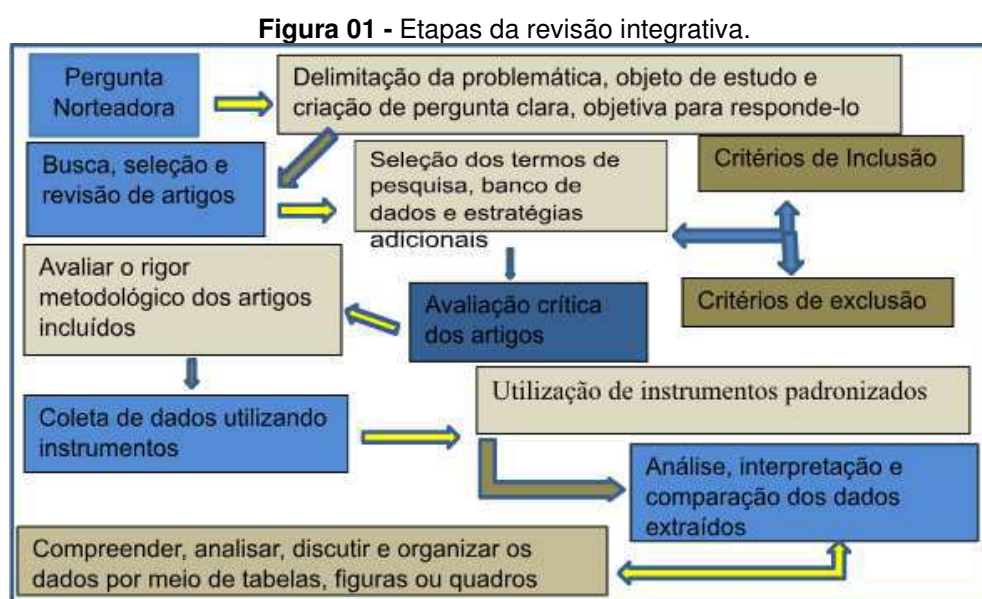 Figura 01 - Etapas da revisão integrativa.
Pergunta
Norteadora
Delimitação da problemática, objeto de estudo e
criação de pergunta clara, objetiva para responde-lo
Busca, seleção e
revisão de artigos
Seleção dos termos de
pesquisa, banco de
dados e estratégias
adicionais
Critérios de Inclusão
Critérios de exclusão
Avaliação crítica
dos artigos
Avaliar o rigor
metodológico dos artigos
incluídos
Coleta de dados utilizando
instrumentos
Utilização de instrumentos padronizados
Análise, interpretação e
comparação dos dados
extraídos
Compreender, analisar, discutir e organizar os
dados por meio de tabelas, figuras ou quadros